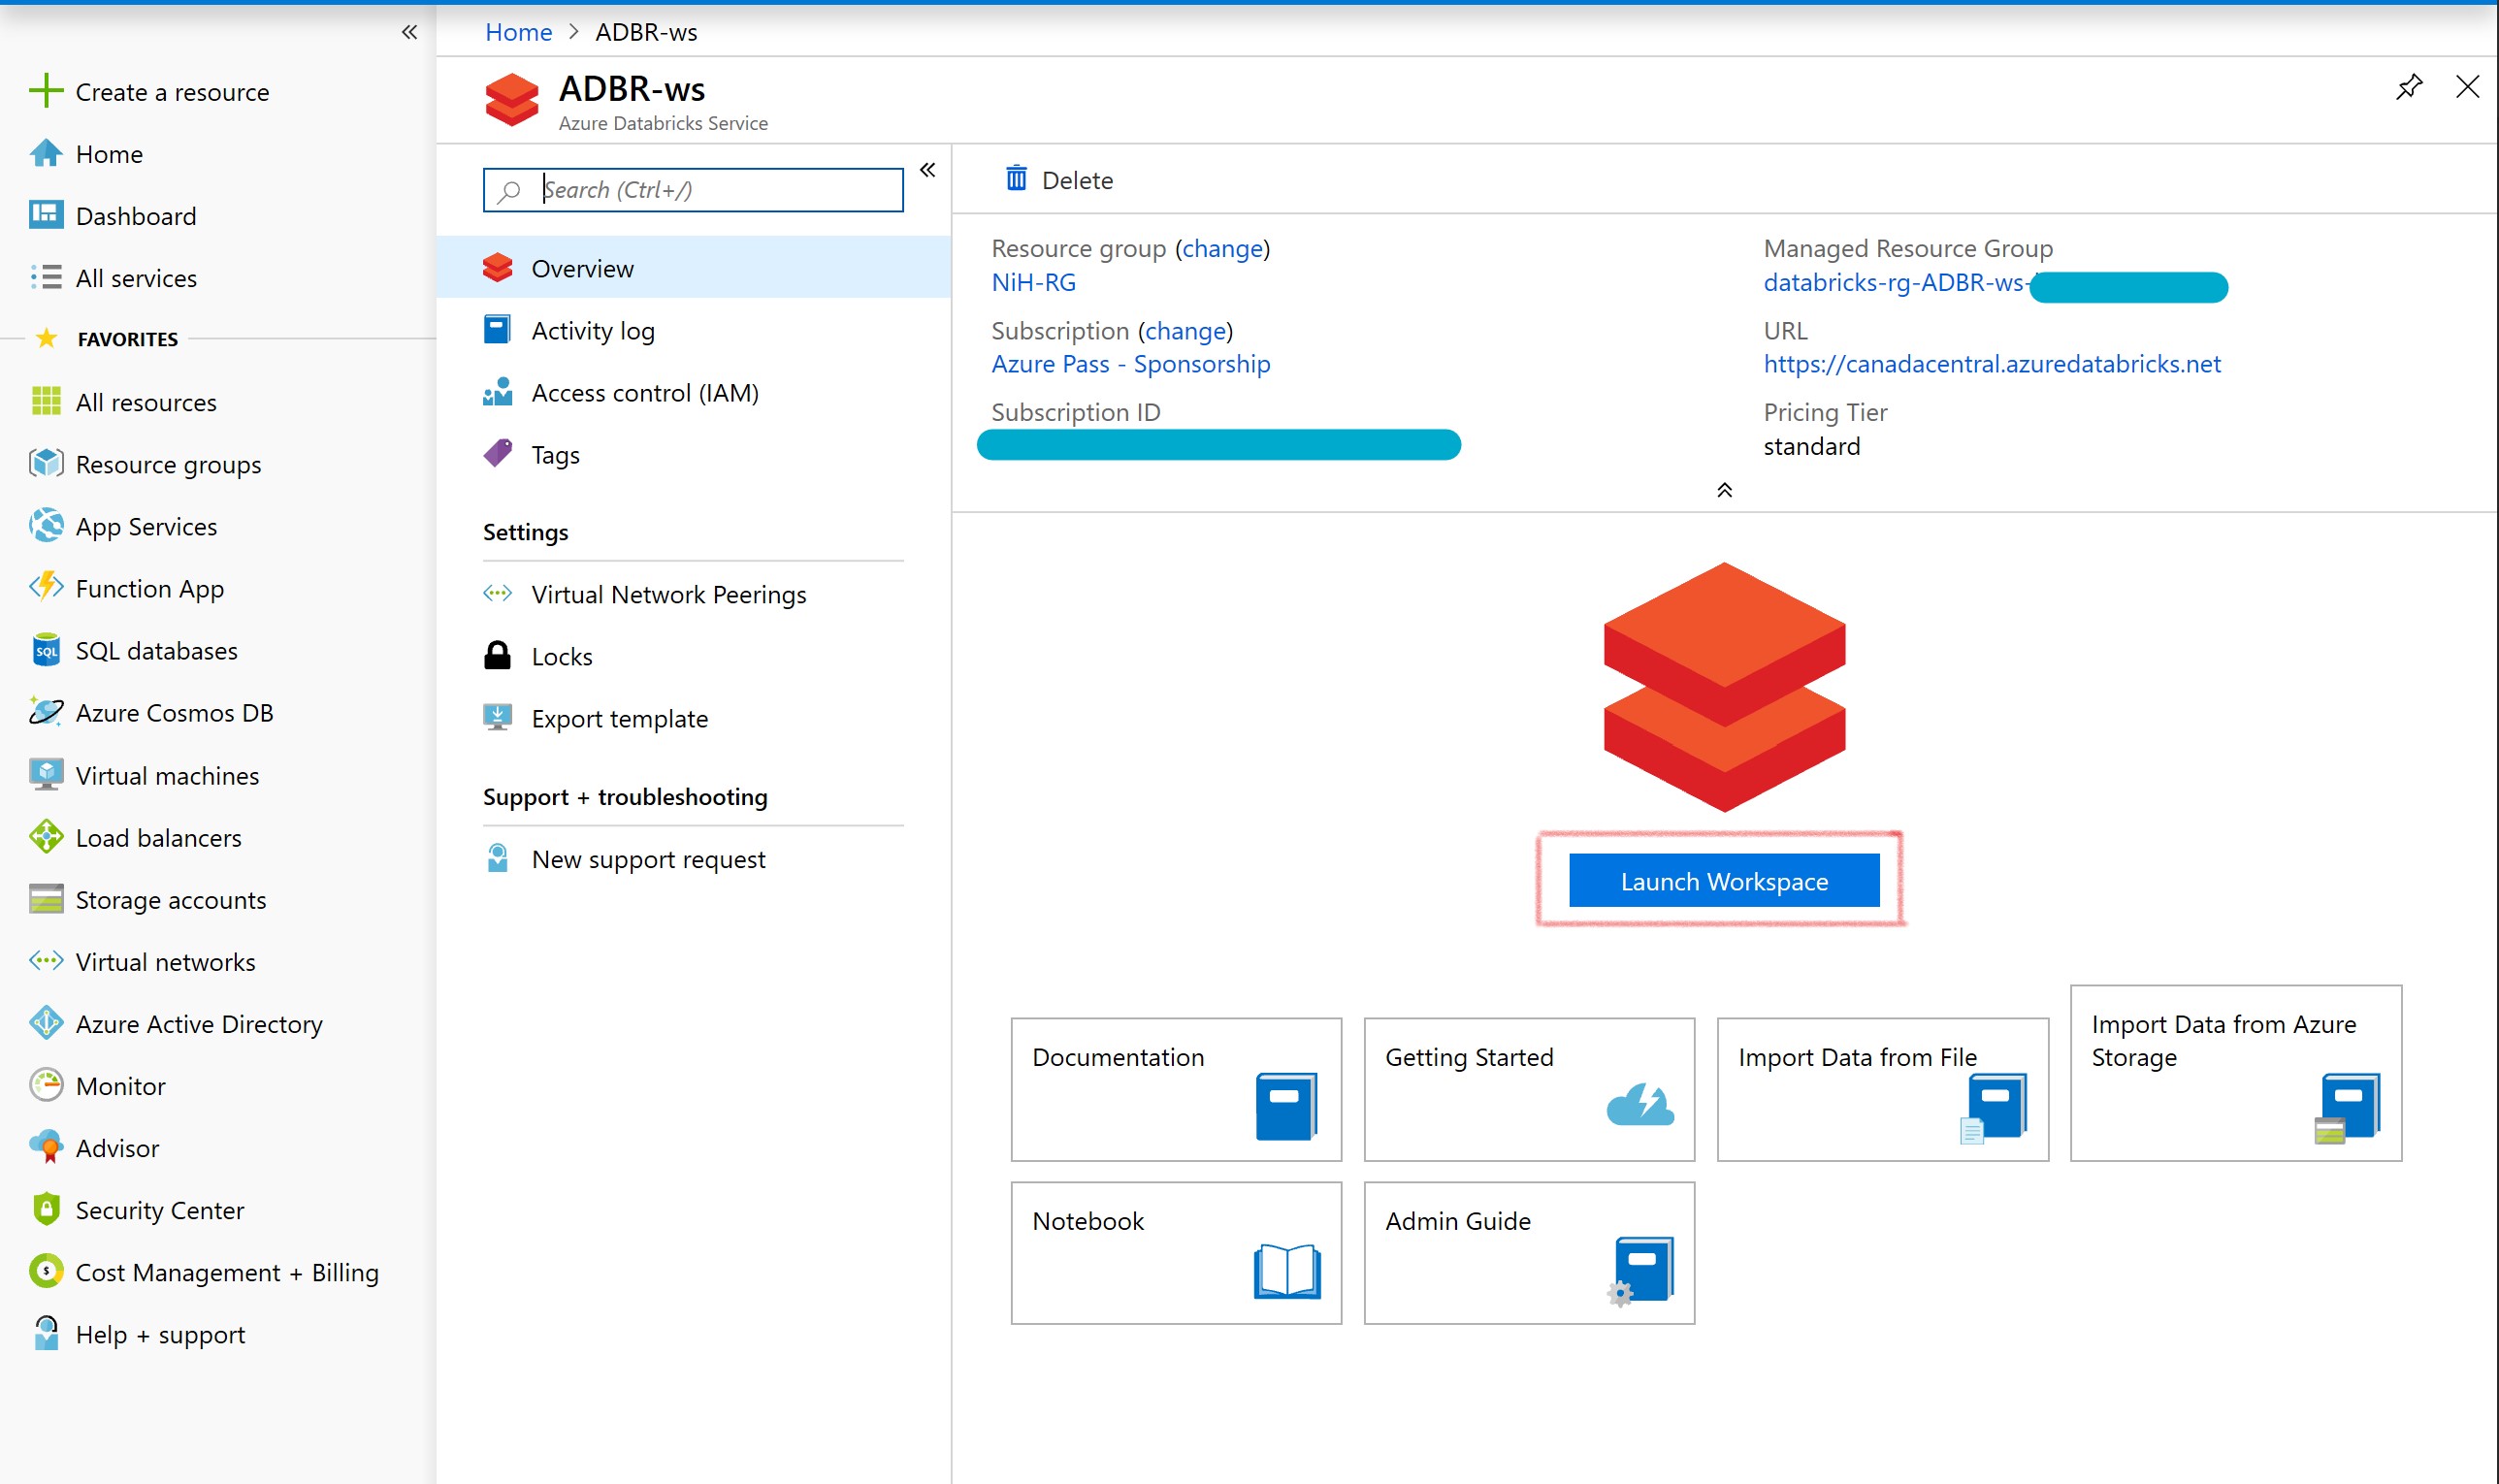 Home > ADBR-ws
Create a resource
Home
Dashboard
All services
FAVORITES
All resources
Resource groups
App Services
Function App
SQL databases
Azure Cosmos DB
Virtual machines
Load balancers
Storage accounts
Virtual networks
Azure Active Directory
Monitor
Advisor
Security Center
Cost Management + Billing
Help + support
ADBR-ws
Azure Databricks Service
Search (Ctrl+/)
Overview
Activity log
Access control (IAM)
Tags
Settings
Virtual Network Peerings
Locks
Export template
Support + troubleshooting
New support request
Delete
Resource group (change)
NiH-RG
Subscription (change)
Azure Pass - Sponsorship
Subscription ID
Managed Resource Group
databricks-rg-ADBR-ws-
URL
https://canadacentral.azuredatabricks.net
Pricing Tier
standard
Launch Workspace
Documentation
Getting Started
Import Data from File
Import Data from Azure
Storage
Notebook
Admin Guide